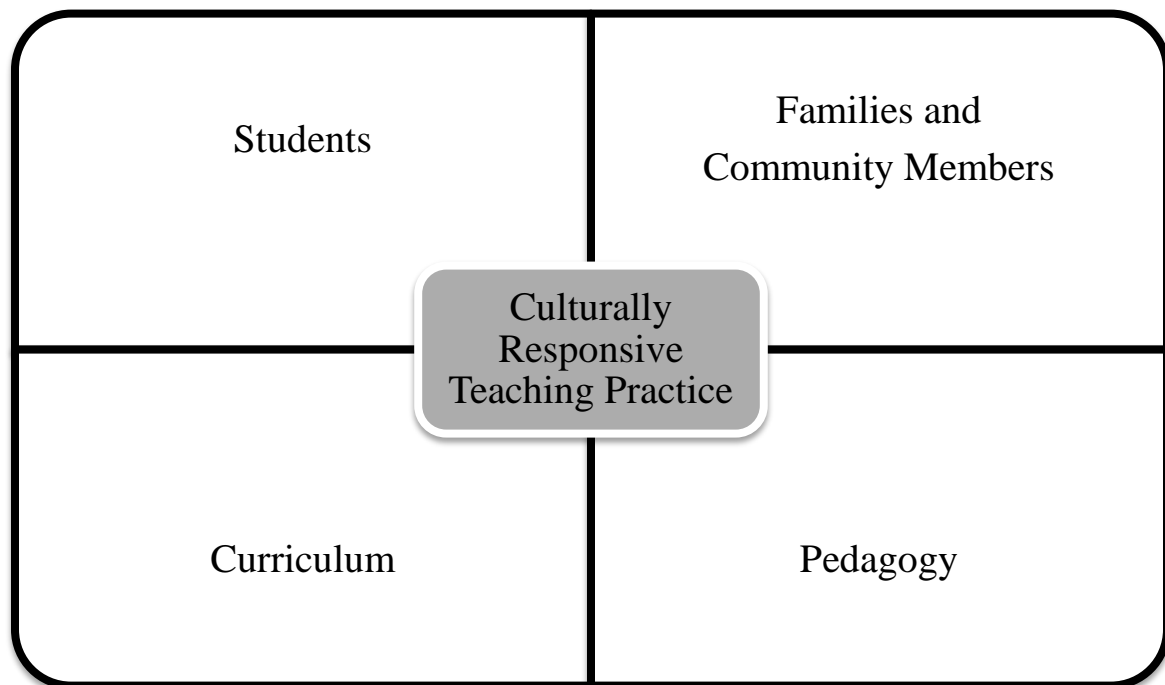 Students
Families and
Community Members
Culturally
Responsive
Teaching Practice
Curriculum
Pedagogy